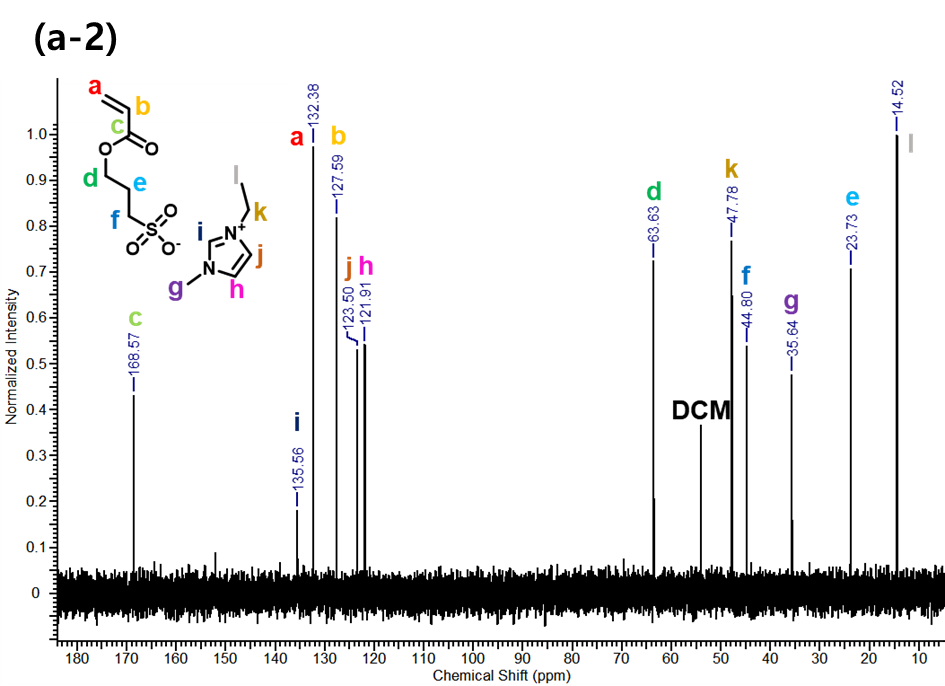 (a-2)
a
b
c
O
O
d
e
f
O
S
O
O-
l
k
i
N+
j
N
g
h
c
168.57
i
135.56
a
132.38
b
127.59
j
123.50
h
121.91
d
63.63
DCM
k
47.78
f
44.80
g
35.64
e
23.73
14.52
l
Normalized Intensity
1.0
0.9
0.8
0.7
0.6
0.5
0.4
0.3
0.2
0.1
0
180 170 160 150 140 130 120 110 100 90 80 70 60 50 40 30 20 10
Chemical Shift (ppm)